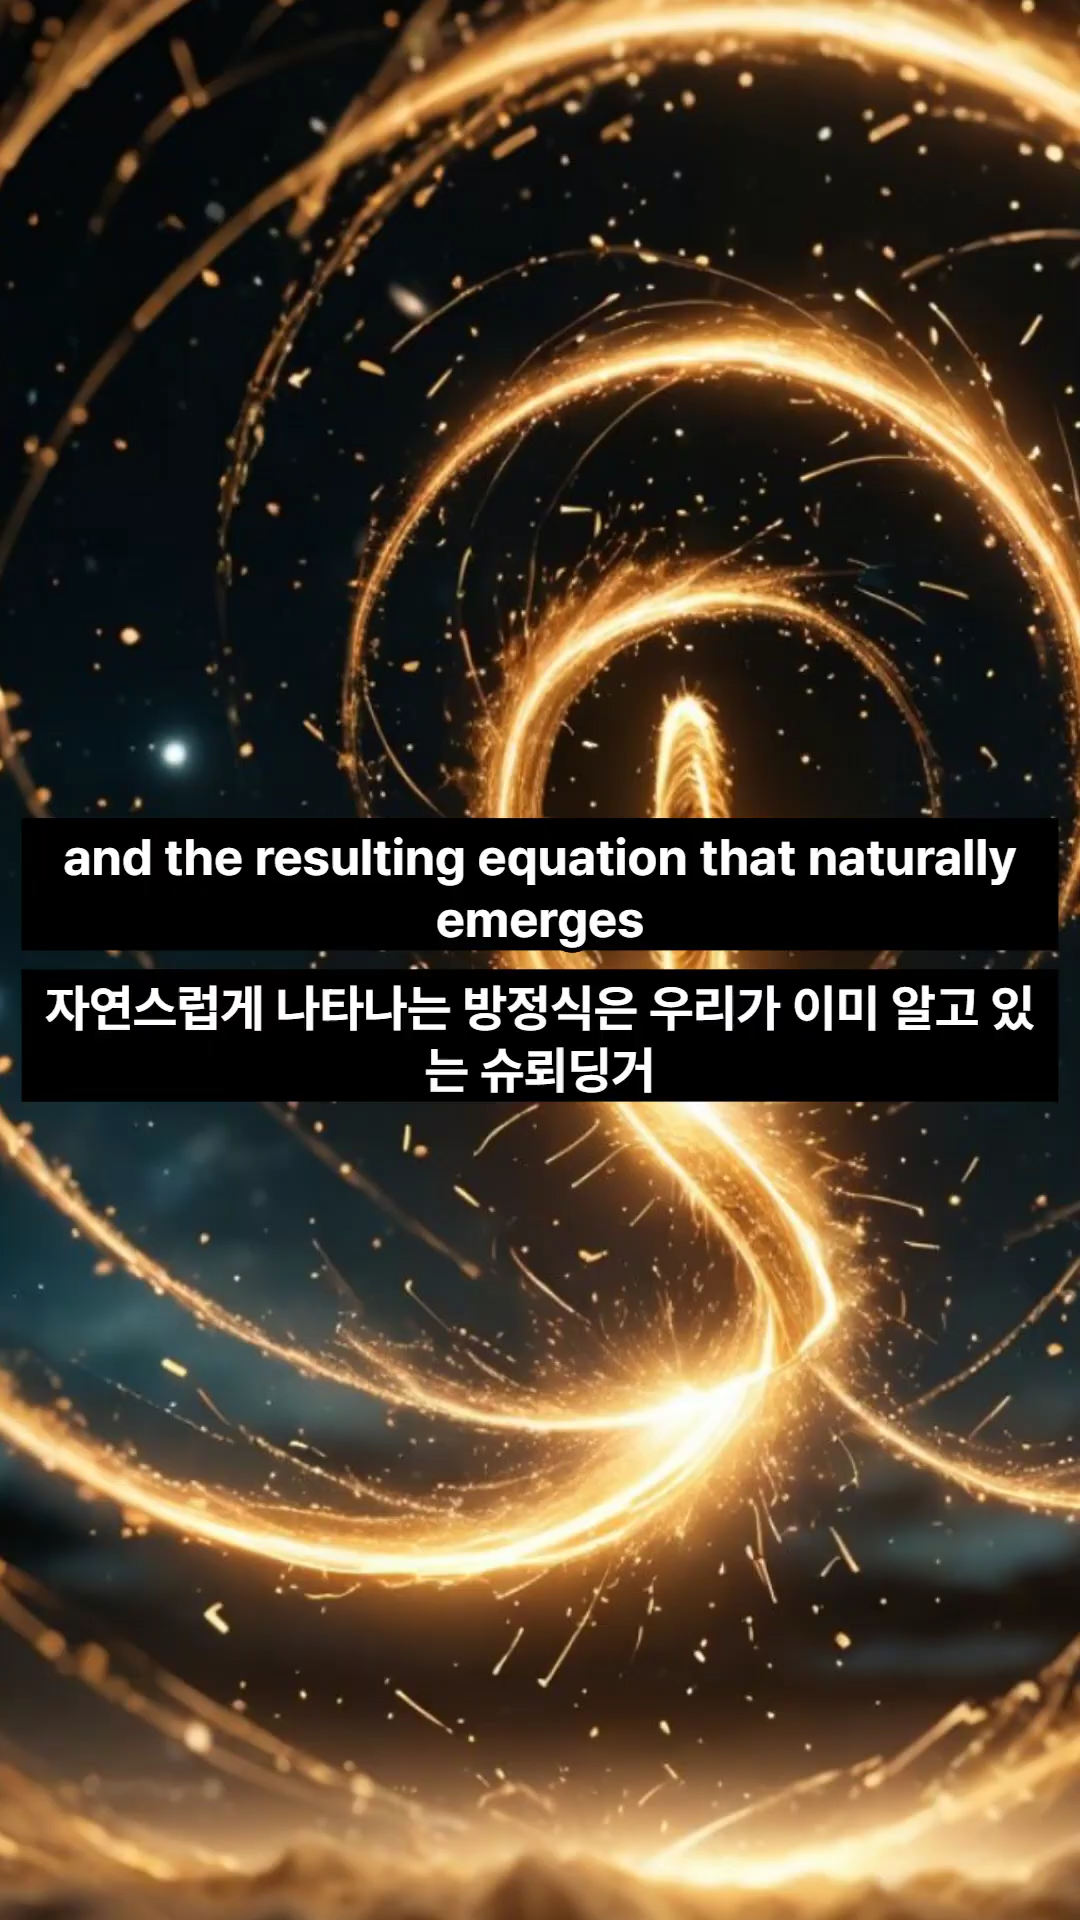 and the resulting equation that naturally
emerges
자연스럽게 나타나는 방정식은 우리가 이미 알고 있
는 슈뢰딩거